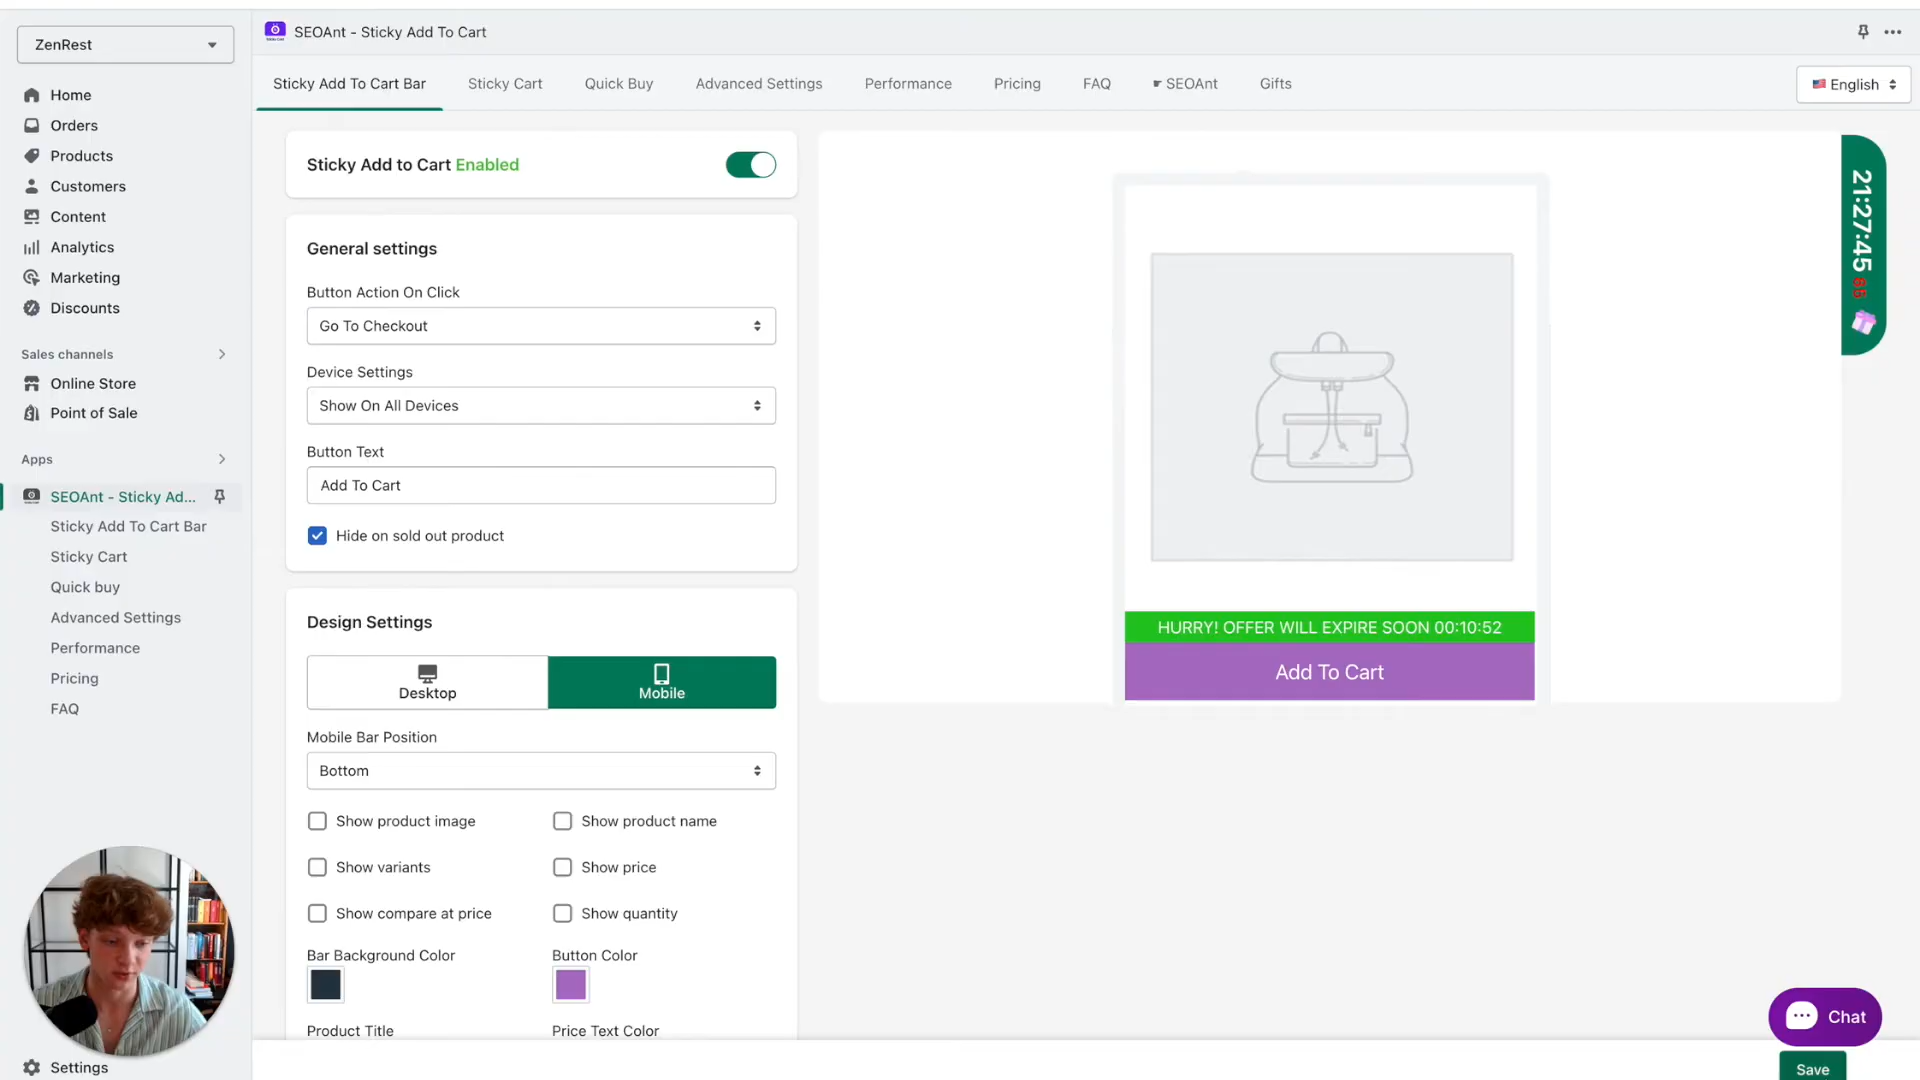 ZenRest
SEOAnt - Sticky Add To Cart
Sticky Add To Cart Bar
Sticky Cart
Quick Buy
Advanced Settings
Performance
Pricing
FAQ
SEOAnt
Gifts
English
Home
Orders
Products
Customers
Content
Analytics
Marketing
Discounts
Sales channels
Online Store
Point of Sale
Apps
SEOAnt - Sticky Ad...
Sticky Add To Cart Bar
Sticky Cart
Quick buy
Advanced Settings
Performance
Pricing
FAQ
Settings
Sticky Add to Cart Enabled
General settings
Button Action On Click
Go To Checkout
Device Settings
Show On All Devices
Button Text
Add To Cart
Hide on sold out product
Design Settings
Desktop
Mobile
Mobile Bar Position
Bottom
Show product image
Show product name
Show variants
Show price
Show compare at price
Show quantity
Bar Background Color
Button Color
Product Title
Price Text Color
HURRY! OFFER WILL EXPIRE SOON 00:10:52
Add To Cart
21:27:45
Chat
Save